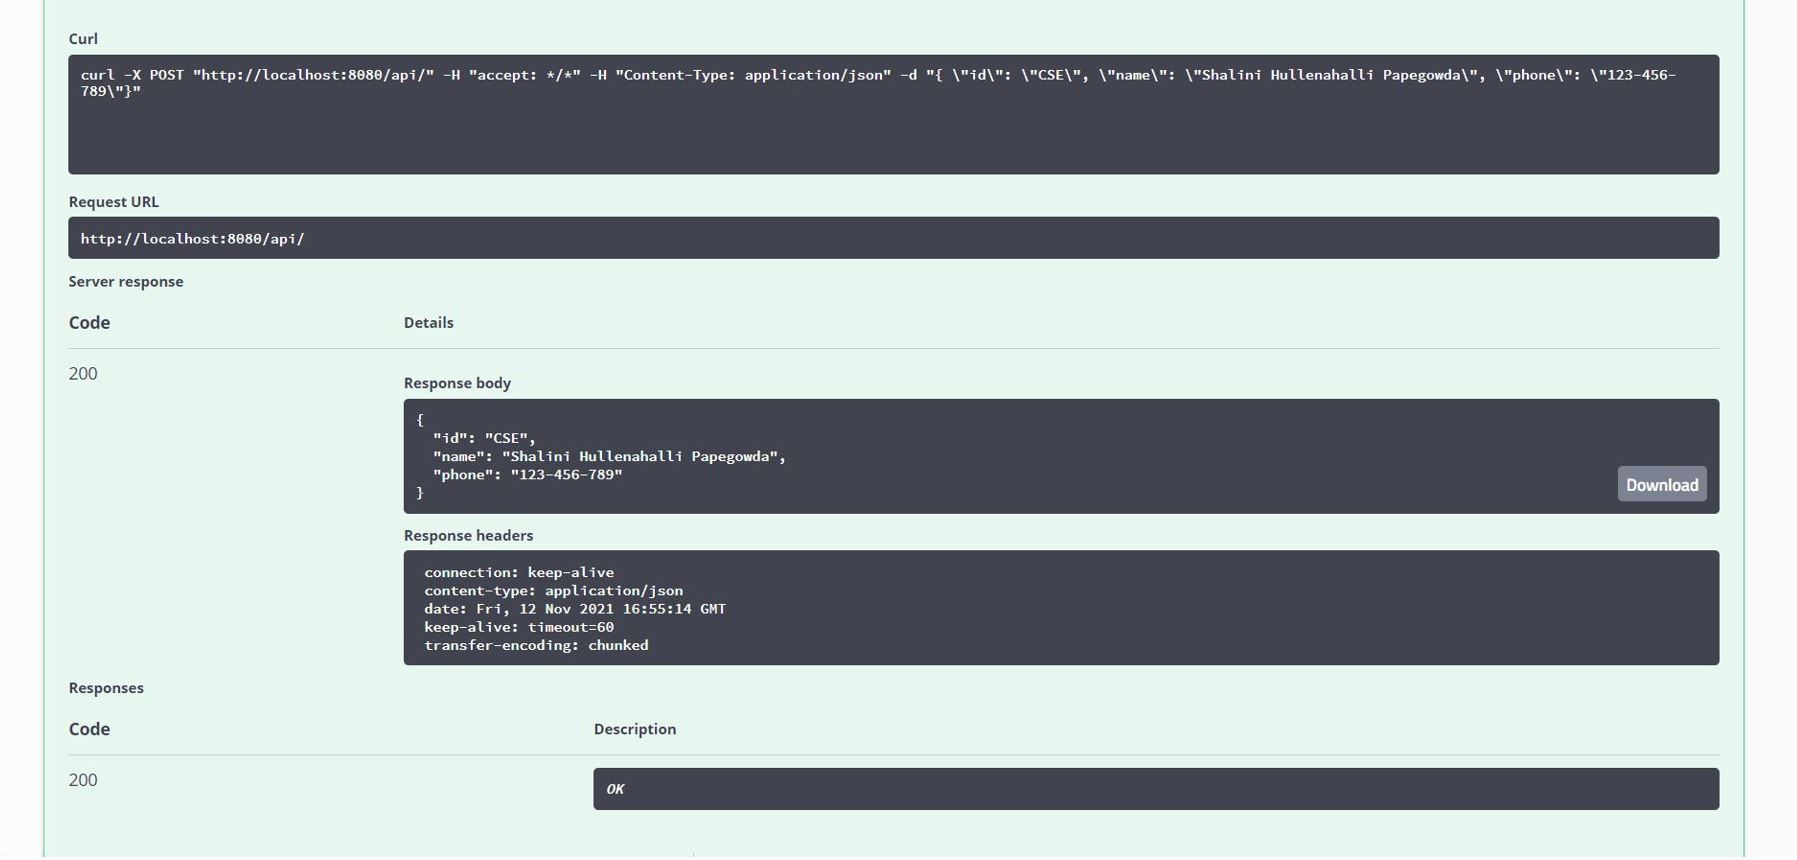 Curl
curl -X POST "http://localhost:8080/api/" -H "accept: */*" -H "Content-Type: application/json" -d "{ \"id\": \"CSE\", \"name\": \"Shalini Hullenahalli Papegowda\", \"phone\": \"123-456-
789\"}"
Request URL
http://localhost:8080/api/
Server response
Code Details
200
Response body
{
"id": "CSE",
"name": "Shalini Hullenahalli Papegowda",
"phone": "123-456-789"
}
Download
Response headers
connection: keep-alive
content-type: application/json
date: Fri, 12 Nov 2021 16:55:14 GMT
keep-alive: timeout=60
transfer-encoding: chunked
Responses
Code Description
200
OK